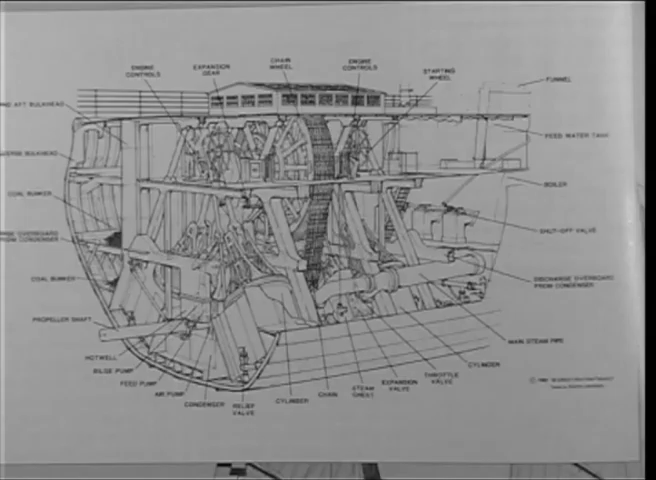 ENGINE
CONTROLS
EXPANSION
GEAR
CHAIN
WHEEL
ENGINE
CONTROLS
STARTING
WHEEL
FUNNEL
AFT BULKHEAD
FEED WATER TANK
BULKHEAD
BOILER
COAL BUNKER
SHUT-OFF VALVE
OVERBOARD
FROM CONDENSER
COAL BUNKER
DISCHARGE OVERBOARD
FROM CONDENSER
PROPELLER SHAFT
MAIN STEAM PIPE
HOTWELL
BILGE PUMP
FEED PUMP
AIR PUMP
CONDENSER
RELIEF
VALVE
CYLINDER
CHAIN
STEAM
CHEST
EXPANSION
VALVE
THROTTLE
VALVE
CYLINDER